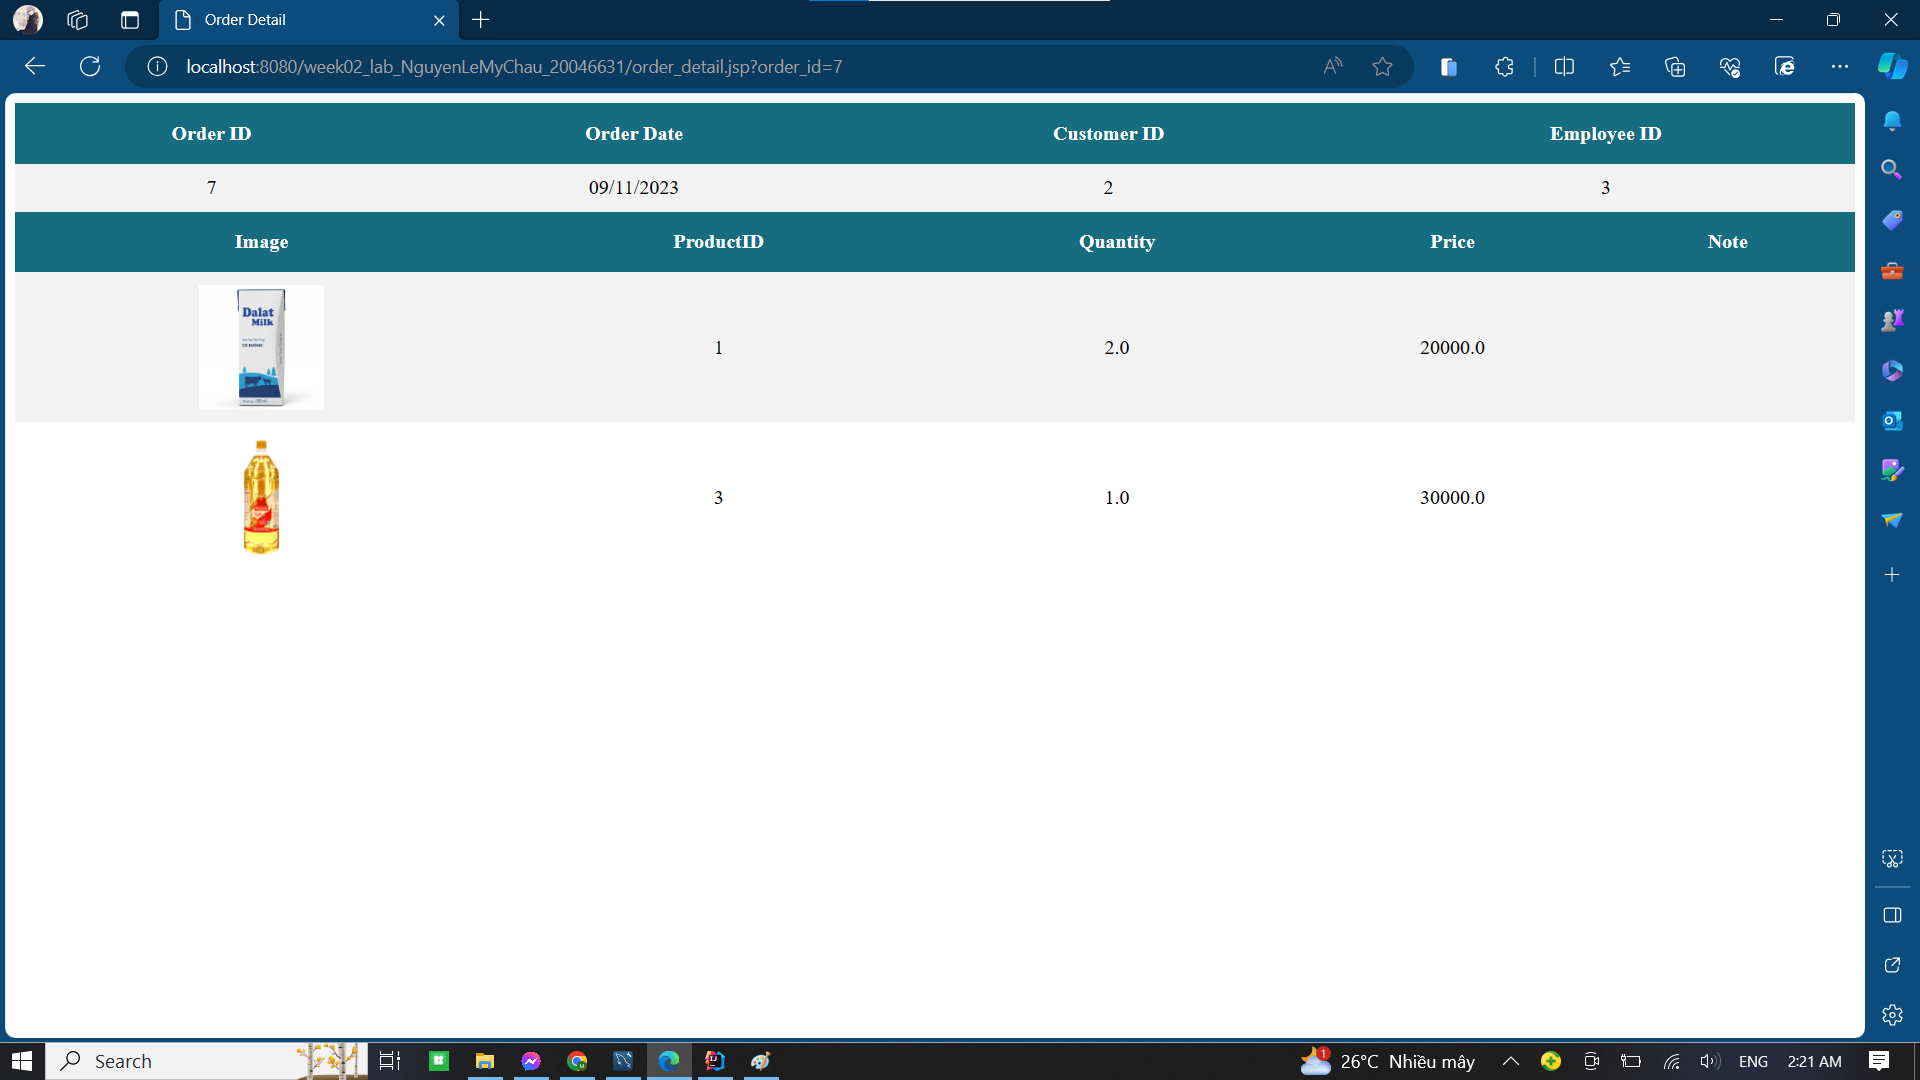 Order Detail
localhost:8080/week02_lab_NguyenLeMyChau_20046631/order_detail.jsp?order_id=7
Order ID Order Date Customer ID Employee ID
7 09/11/2023 2 3
Image ProductID Quantity Price Note
Dalat
Milk
1 2.0 20000.0
3 1.0 30000.0
Search
1 26°C Nhiều mây ENG 2:21 AM